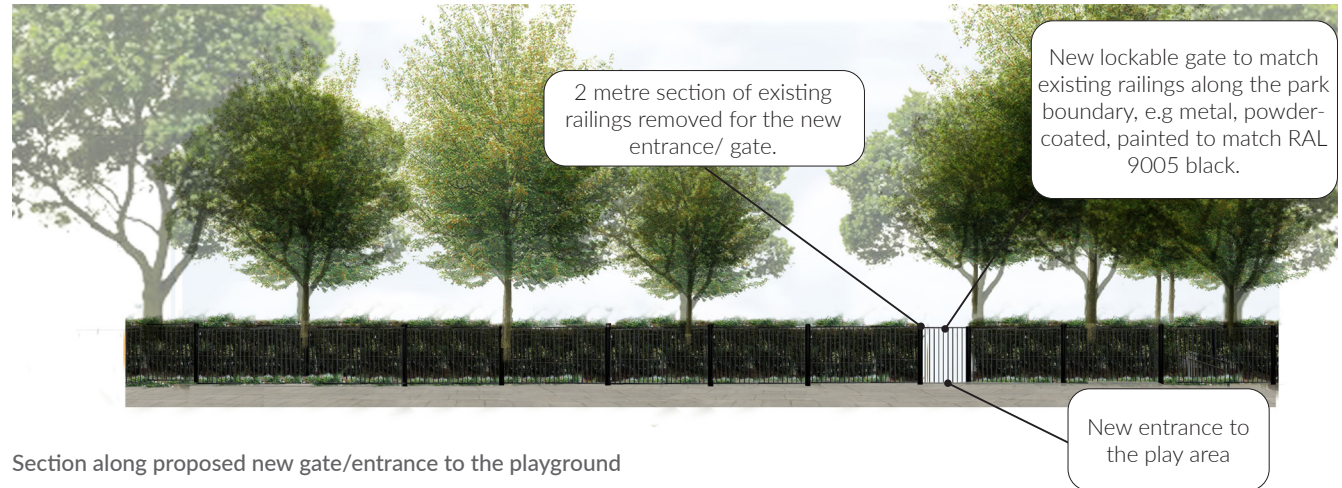 2 metre section of existing
railings removed for the new
entrance/ gate.
New lockable gate to match
existing railings along the park
boundary, e.g metal, powder-
coated, painted to match RAL
9005 black.
New entrance to
the play area
Section along proposed new gate/entrance to the playground